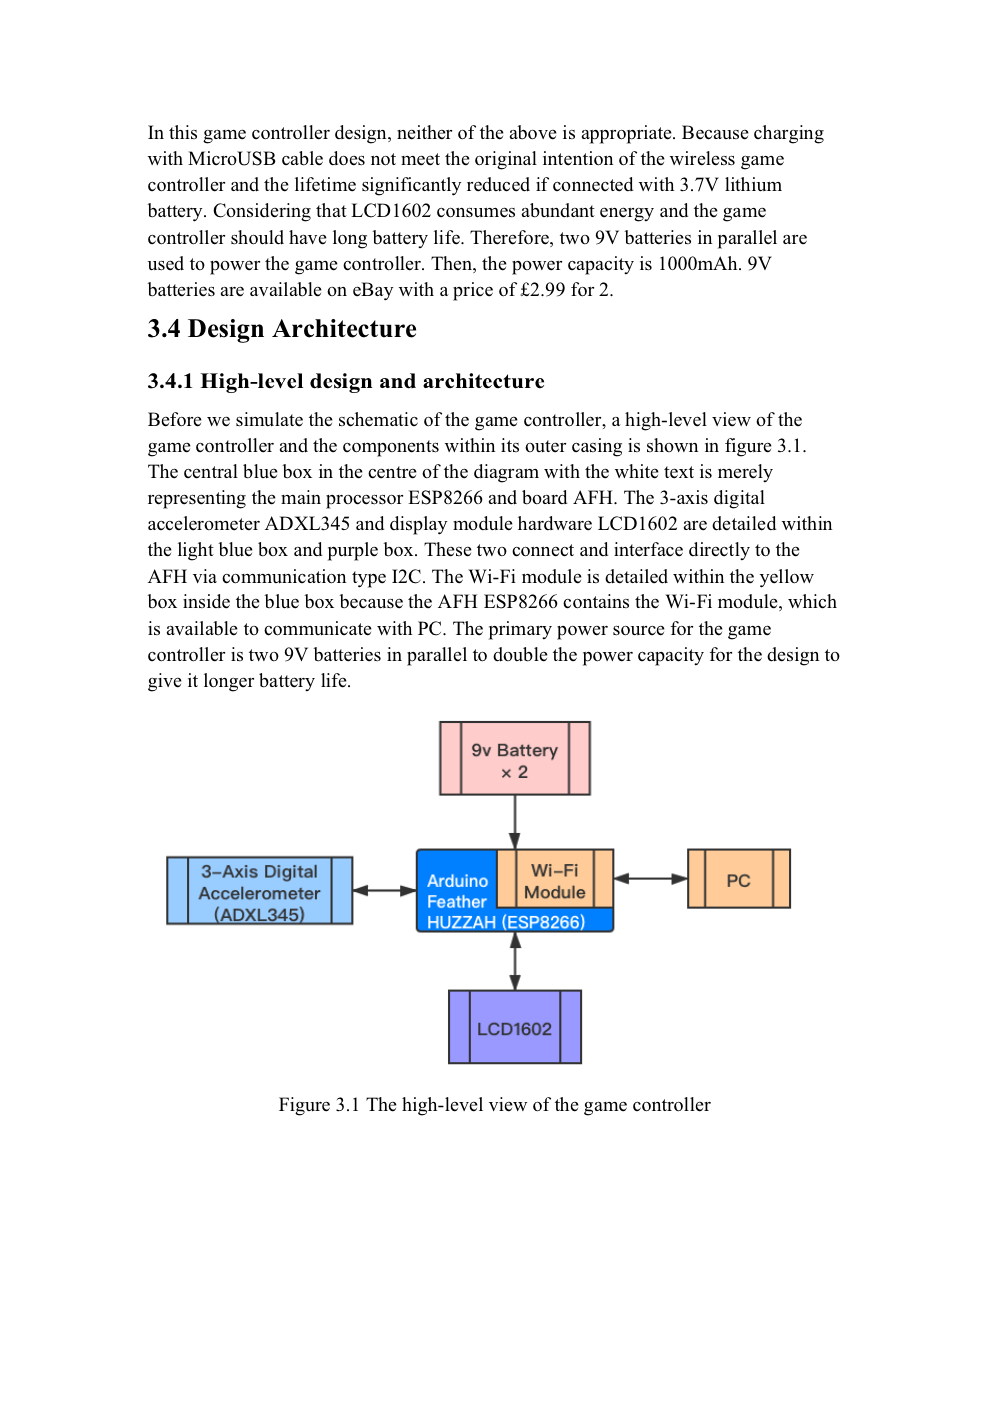 In this game controller design, neither of the above is appropriate. Because charging
with MicroUSB cable does not meet the original intention of the wireless game
controller and the lifetime significantly reduced if connected with 3.7V lithium
battery. Considering that LCD1602 consumes abundant energy and the game
controller should have long battery life. Therefore, two 9V batteries in parallel are
used to power the game controller. Then, the power capacity is 1000mAh. 9V
batteries are available on eBay with a price of £2.99 for 2.
3.4 Design Architecture
3.4.1 High-level design and architecture
Before we simulate the schematic of the game controller, a high-level view of the
game controller and the components within its outer casing is shown in figure 3.1.
The central blue box in the centre of the diagram with the white text is merely
representing the main processor ESP8266 and board AFH. The 3-axis digital
accelerometer ADXL345 and display module hardware LCD1602 are detailed within
the light blue box and purple box. These two connect and interface directly to the
AFH via communication type I2C. The Wi-Fi module is detailed within the yellow
box inside the blue box because the AFH ESP8266 contains the Wi-Fi module, which
is available to communicate with PC. The primary power source for the game
controller is two 9V batteries in parallel to double the power capacity for the design to
give it longer battery life.
9v Battery
× 2
3-Axis Digital
Accelerometer
(ADXL345)
Arduino
Feather
HUZZAH (ESP8266)
Wi-Fi
Module
PC
LCD1602
Figure 3.1 The high-level view of the game controller